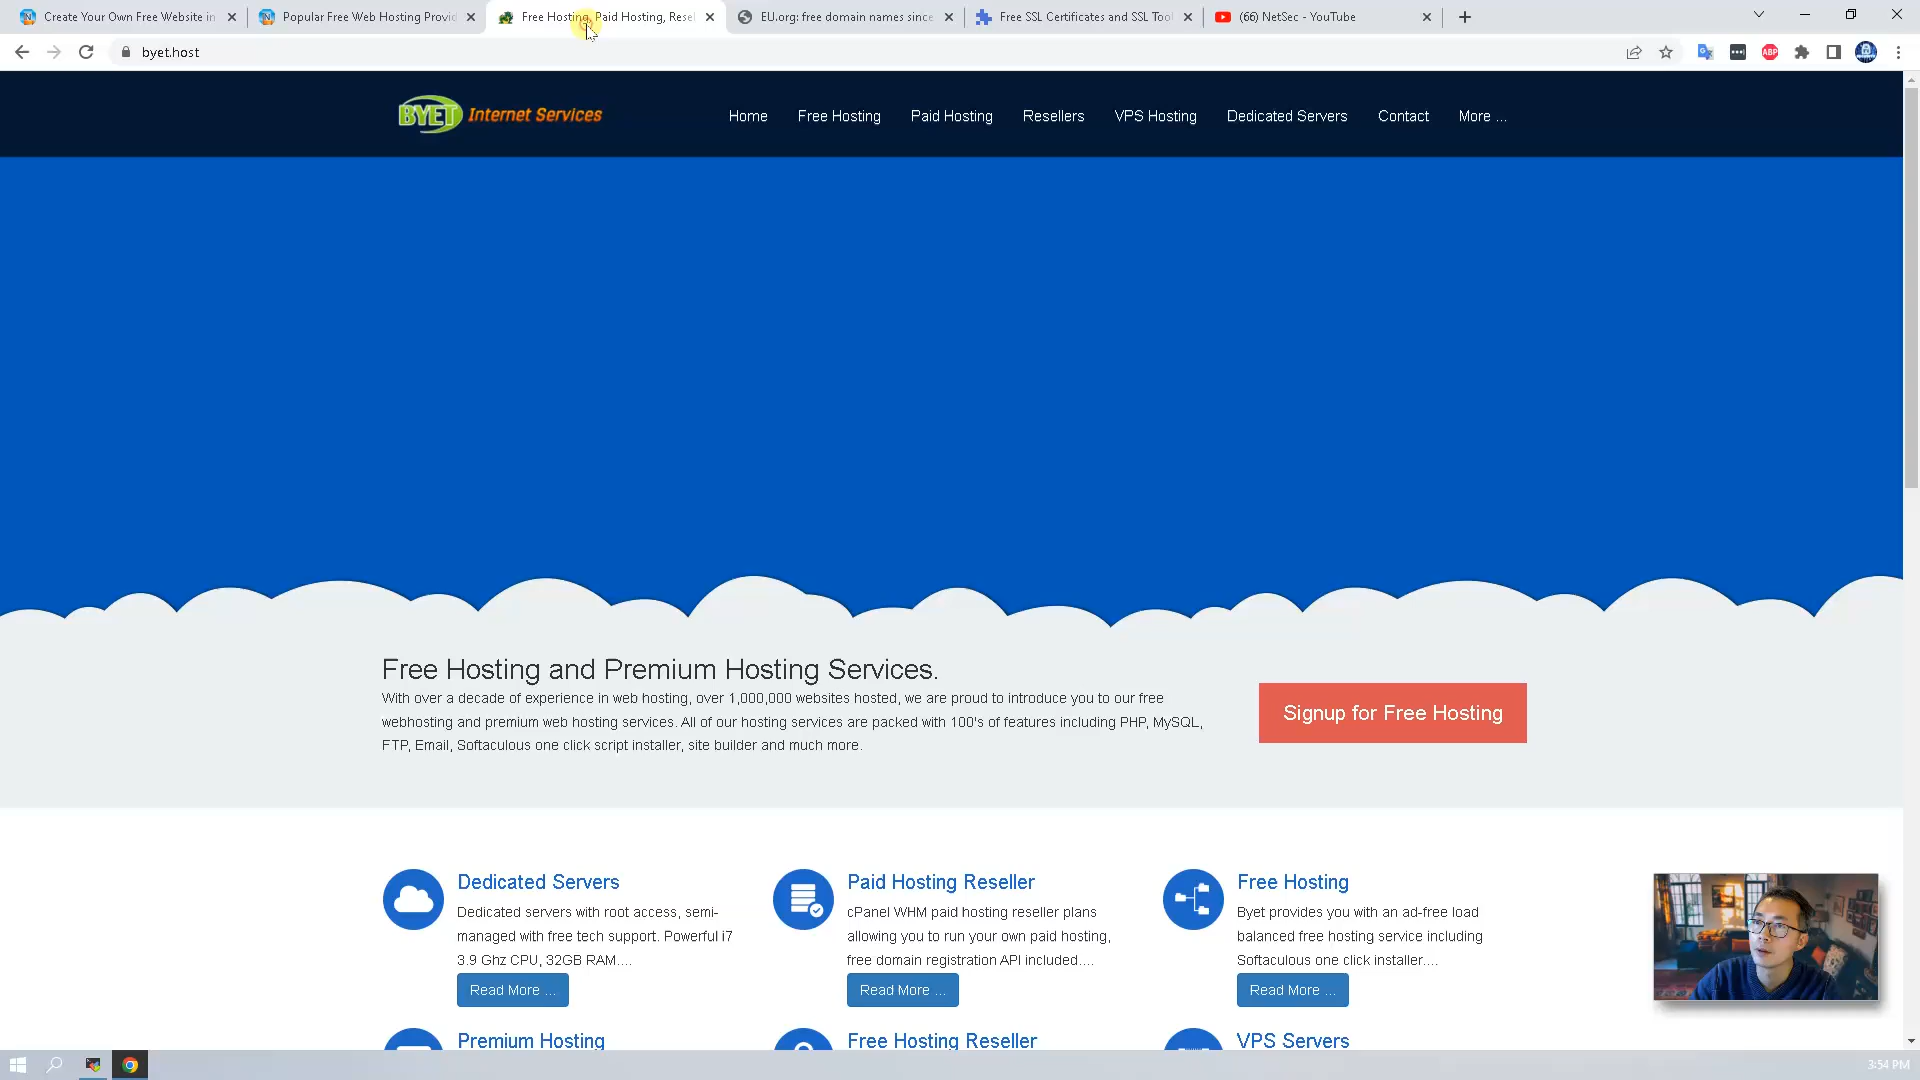 Create Your Own Free Website in
Popular Free Web Hosting Provid
Free Hosting, Paid Hosting, Rese
EU.org: free domain names since
Free SSL Certificates and SSL Too
(66) NetSec - YouTube
byet.host
ABP
BYET Internet Services
Home
Free Hosting
Paid Hosting
Resellers
VPS Hosting
Dedicated Servers
Contact
More ...
Free Hosting and Premium Hosting Services.
With over a decade of experience in web hosting, over 1,000,000 websites hosted, we are proud to introduce you to our free
webhosting and premium web hosting services. All of our hosting services are packed with 100's of features including PHP, MySQL,
FTP, Email, Softaculous one click script installer, site builder and much more.
Signup for Free Hosting
Dedicated Servers
Dedicated servers with root access, semi-
managed with free tech support. Powerful i7
3.9 Ghz CPU, 32GB RAM....
Read More ...
Paid Hosting Reseller
cPanel WHM paid hosting reseller plans
allowing you to run your own paid hosting,
free domain registration API included....
Read More ...
Free Hosting
Byet provides you with an ad-free load
balanced free hosting service including
Softaculous one click installer....
Read More ...
Premium Hosting
Free Hosting Reseller
VPS Servers
3:54 PM